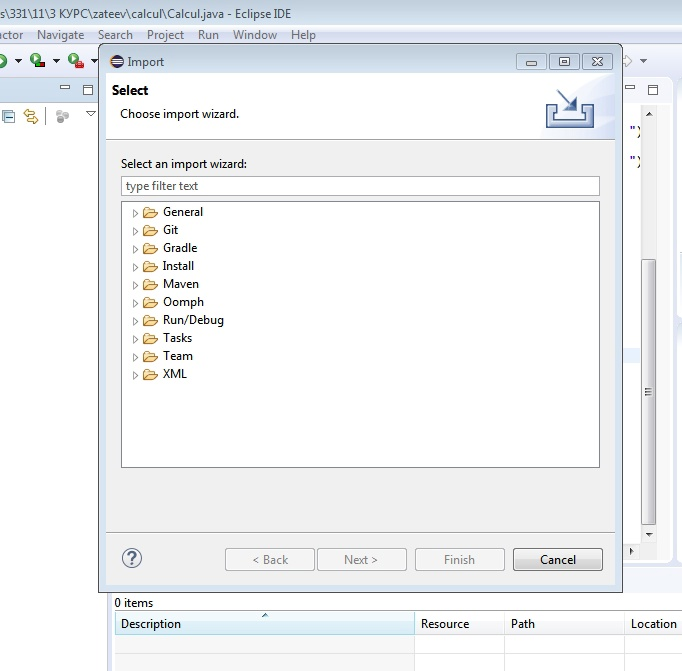 s\331\11\3 КУРС\zateev\calcul\Calcul.java - Eclipse IDE
actor Navigate Search Project Run Window Help
Import
Select
Choose import wizard.
")
")
Select an import wizard:
type filter text
General
Git
Gradle
Install
Maven
Oomph
Run/Debug
Tasks
Team
XML
? < Back Next > Finish Cancel
0 items
Description Resource Path Location